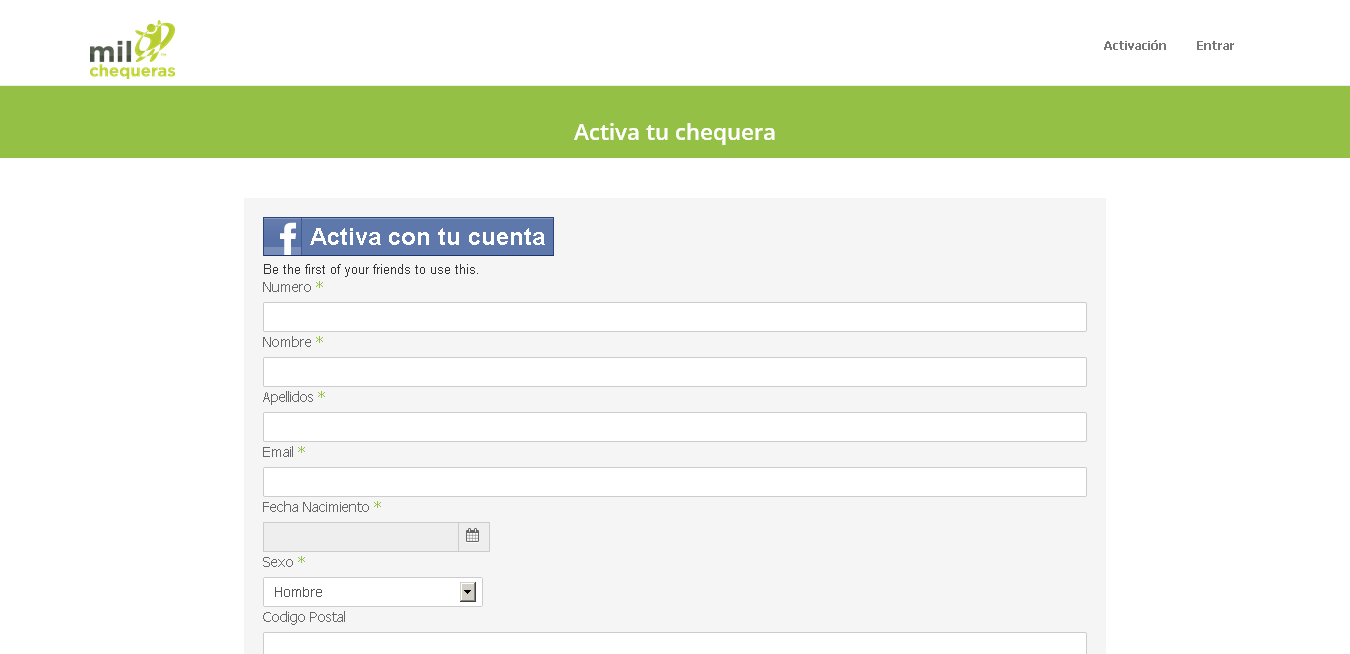 mil
chequeras
Activación Entrar
Activa tu chequera
f Activa con tu cuenta
Be the first of your friends to use this.
Numero *
Nombre *
Apellidos *
Email *
Fecha Nacimiento *
Sexo *
Hombre
Codigo Postal